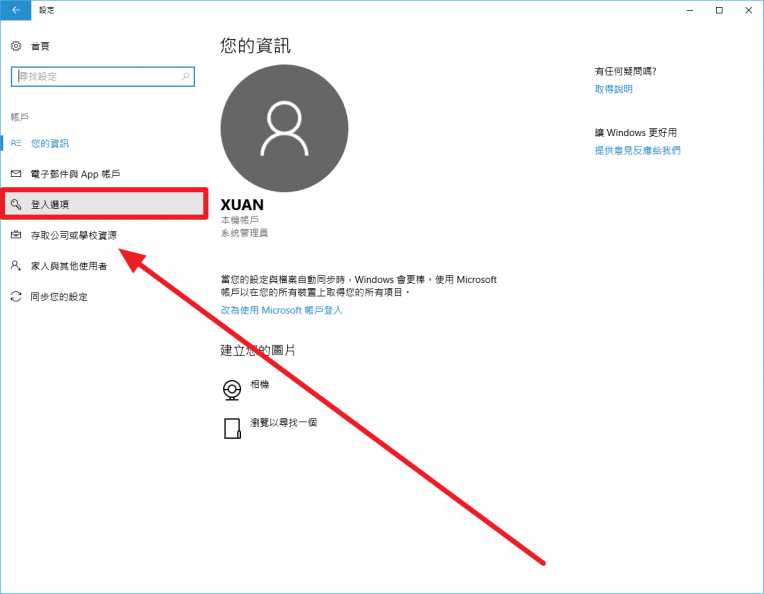 設定
首頁
尋找設定
帳戶
您的資訊
電子郵件與 App 帳戶
登入選項
存取公司或學校資源
家人與其他使用者
同步您的設定
您的資訊
XUAN
本機帳戶
系統管理員
當您的設定與檔案自動同步時，Windows 會更棒，使用 Microsoft
帳戶以在您的所有裝置上取得您的所有項目。
改為使用 Microsoft 帳戶登入
建立您的圖片
相機
瀏覽以尋找一個
有任何疑問嗎?
取得說明
讓 Windows 更好用
提供意見反應給我們